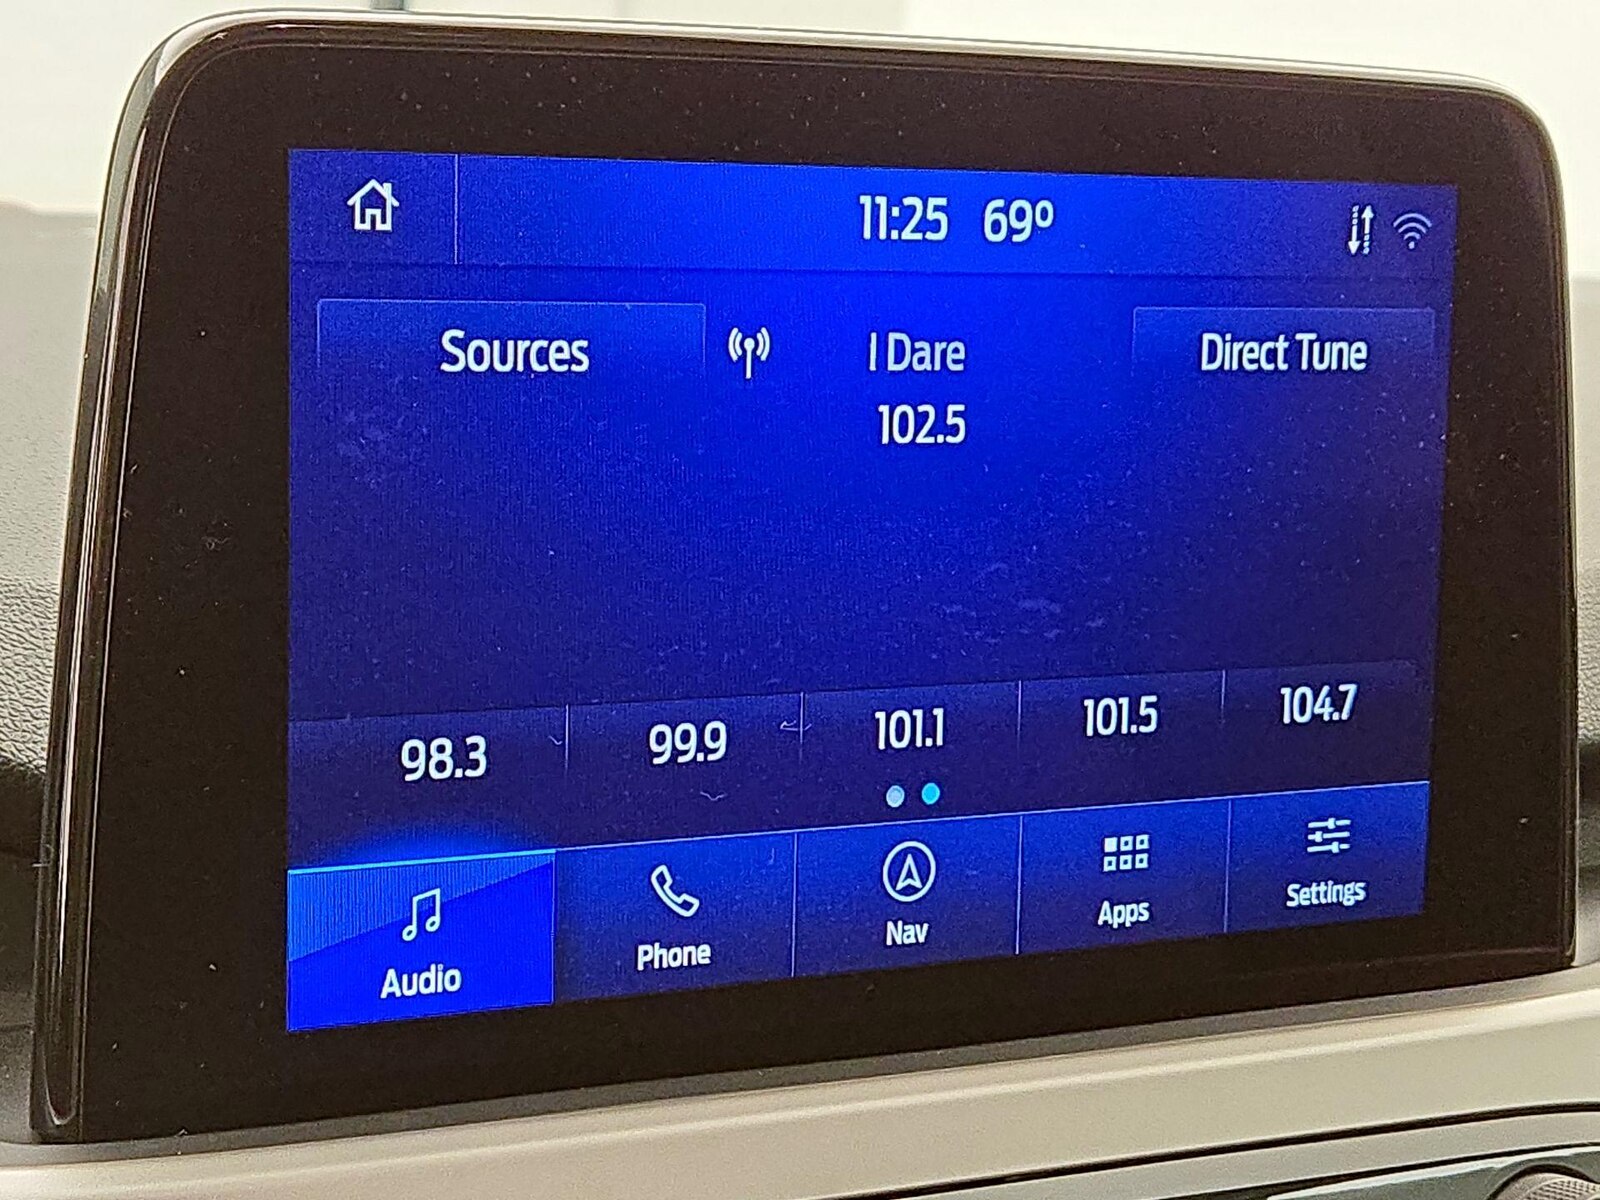 11:25 69º
Sources
I Dare
Direct Tune
102.5
98.3
99.9
101.1
101.5
104.7
Audio
Phone
Nav
Apps
Settings